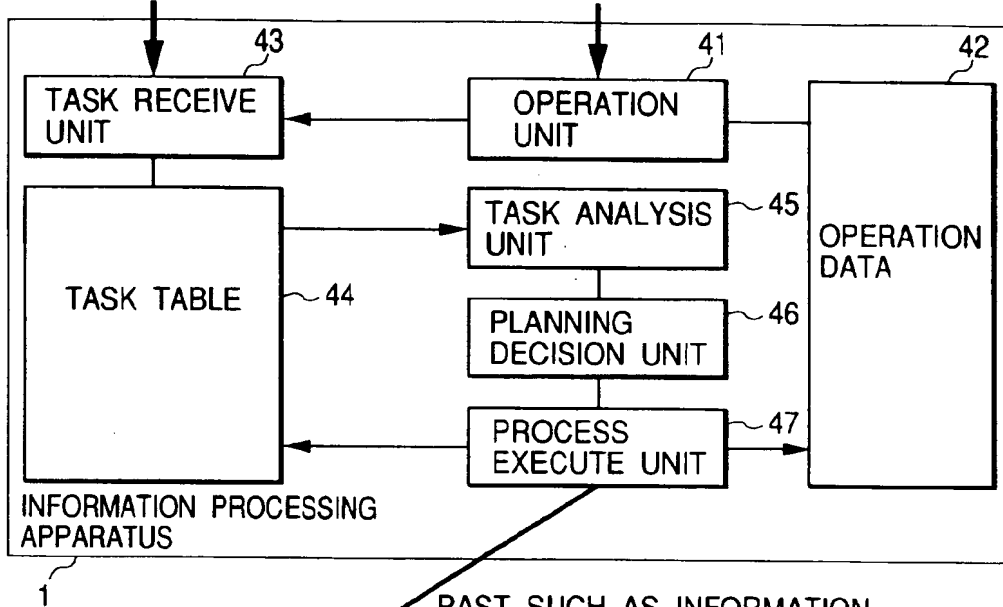 43
41
42
TASK RECEIVE
UNIT
OPERATION
UNIT
TASK ANALYSIS
UNIT
45
OPERATION
DATA
TASK TABLE
44
PLANNING
DECISION UNIT
46
PROCESS
EXECUTE UNIT
47
INFORMATION PROCESSING
APPARATUS
1
PAST SUCH AS INFORMATION